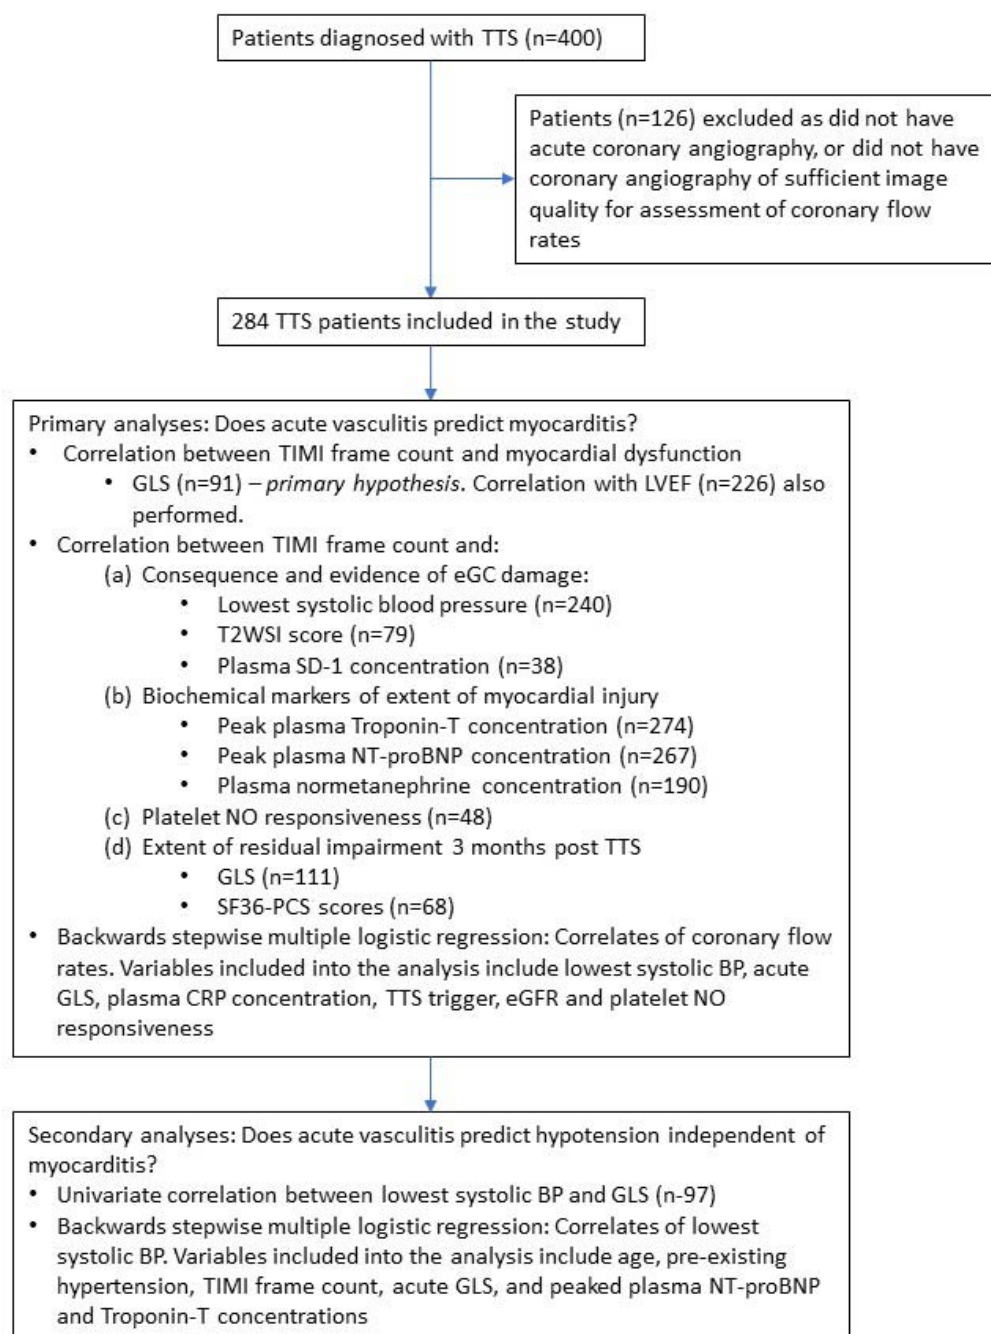 Patients diagnosed with TTS (n=400)
Patients (n=126) excluded as did not have
acute coronary angiography, or did not have
coronary angiography of sufficient image
quality for assessment of coronary flow
rates
284 TTS patients included in the study
Primary analyses: Does acute vasculitis predict myocarditis?
• Correlation between TIMI frame count and myocardial dysfunction
• GLS (n=91) – primary hypothesis. Correlation with LVEF (n=226) also
performed.
• Correlation between TIMI frame count and:
(a) Consequence and evidence of eGC damage:
• Lowest systolic blood pressure (n=240)
• T2WSI score (n=79)
• Plasma SD-1 concentration (n=38)
(b) Biochemical markers of extent of myocardial injury
• Peak plasma Troponin-T concentration (n=274)
• Peak plasma NT-proBNP concentration (n=267)
• Plasma normetanephrine concentration (n=190)
(c) Platelet NO responsiveness (n=48)
(d) Extent of residual impairment 3 months post TTS
• GLS (n=111)
• SF36-PCS scores (n=68)
• Backwards stepwise multiple logistic regression: Correlates of coronary flow
rates. Variables included into the analysis include lowest systolic BP, acute
GLS, plasma CRP concentration, TTS trigger, eGFR and platelet NO
responsiveness
Secondary analyses: Does acute vasculitis predict hypotension independent of
myocarditis?
• Univariate correlation between lowest systolic BP and GLS (n-97)
• Backwards stepwise multiple logistic regression: Correlates of lowest
systolic BP. Variables included into the analysis include age, pre-existing
hypertension, TIMI frame count, acute GLS, and peaked plasma NT-proBNP
and Troponin-T concentrations